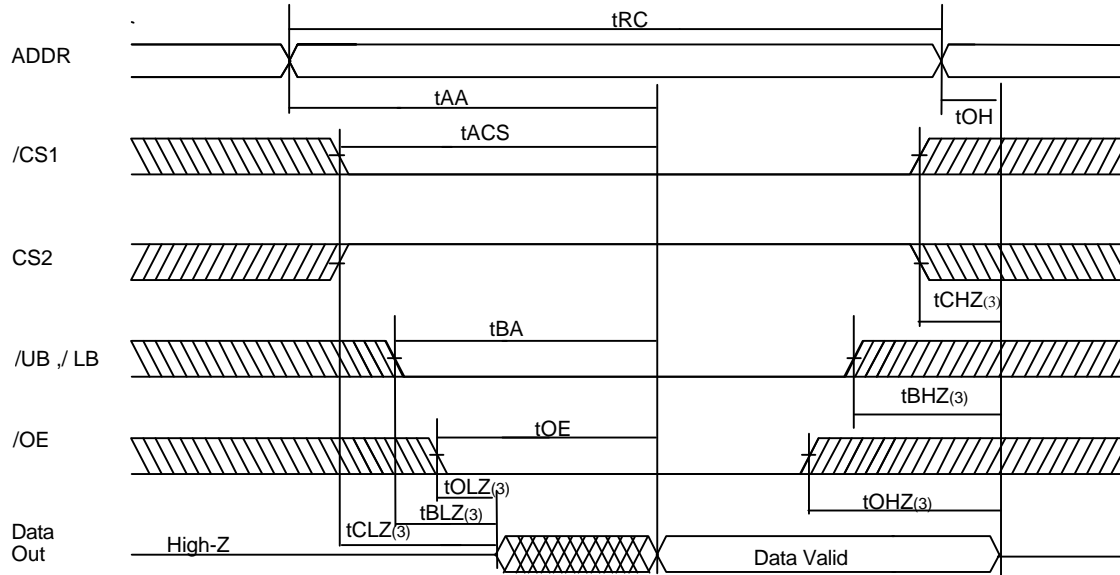 tRC
ADDR
tAA
tOH
tACS
/CS1
CS2
tCHZ(3)
tBA
/UB ,/ LB
tBHZ(3)
/OE
tOE
tOLZ(3)
tOHZ(3)
tBLZ(3)
tCLZ(3)
Data
Out
High-Z
Data Valid